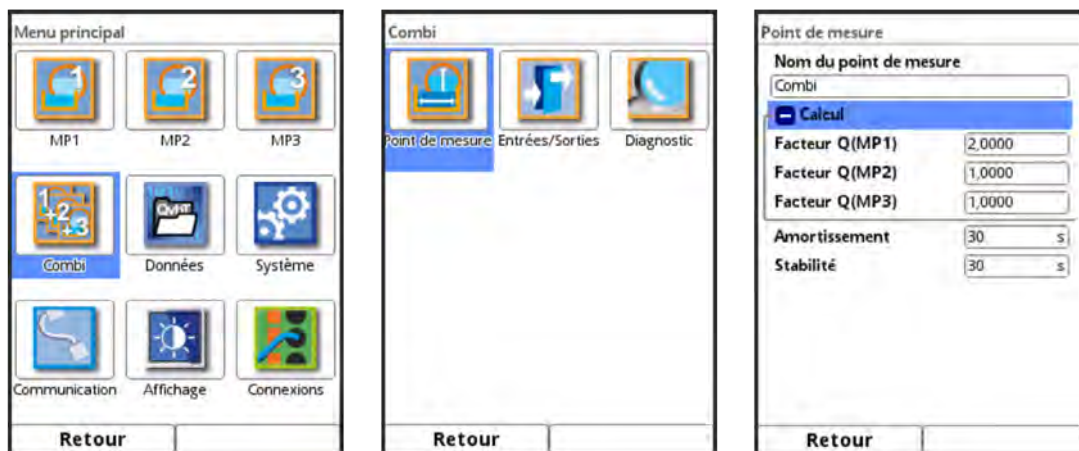 Menu principal
1
2
3
MP1
MP2
MP3
1
+2
+3
Combi
Données
Système
Communication
Affichage
Connexions
Retour
Combi
Point de mesure
Entrées/Sorties
Diagnostic
Retour
Point de mesure
Nom du point de mesure
Combi
Calcul
Facteur Q(MP1) 2,0000
Facteur Q(MP2) 1,0000
Facteur Q(MP3) 1,0000
Amortissement 30 s
Stabilité 30 s
Retour